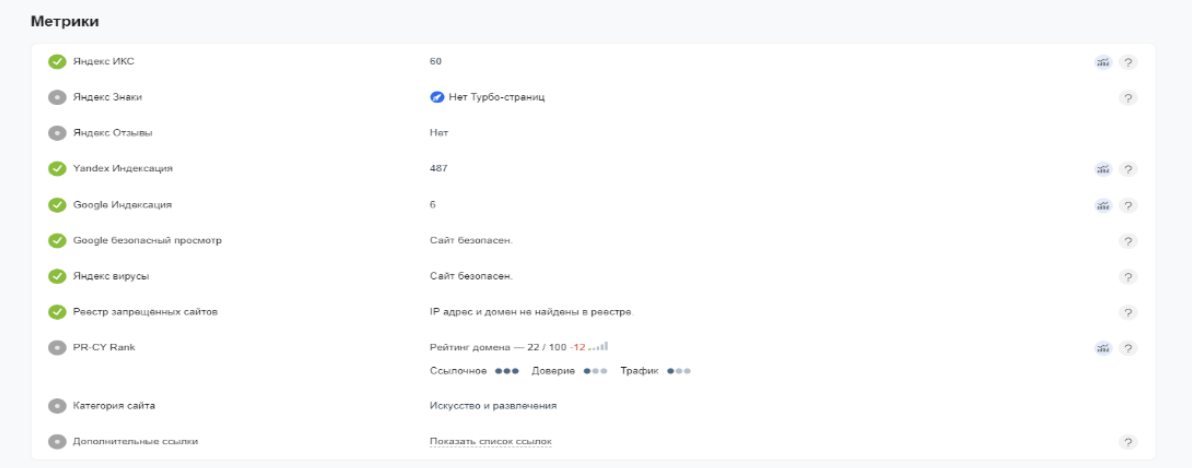 Метрики
Яндекс ИКС 60 ?
Яндекс Знаки Нет Турбо-страниц ?
Яндекс Отзывы Нет
Yandex Индексация 487 ?
Google Индексация 6 ?
Google безопасный просмотр Сайт безопасен. ?
Яндекс вирусы Сайт безопасен. ?
Реестр запрещённых сайтов IP адрес и домен не найдены в реестре. ?
PR-CY Rank Рейтинг домена — 22 / 100 -12 ?
Ссылочное Доверие Трафик
Категория сайта Искусство и развлечения
Дополнительные ссылки Показать список ссылок ?